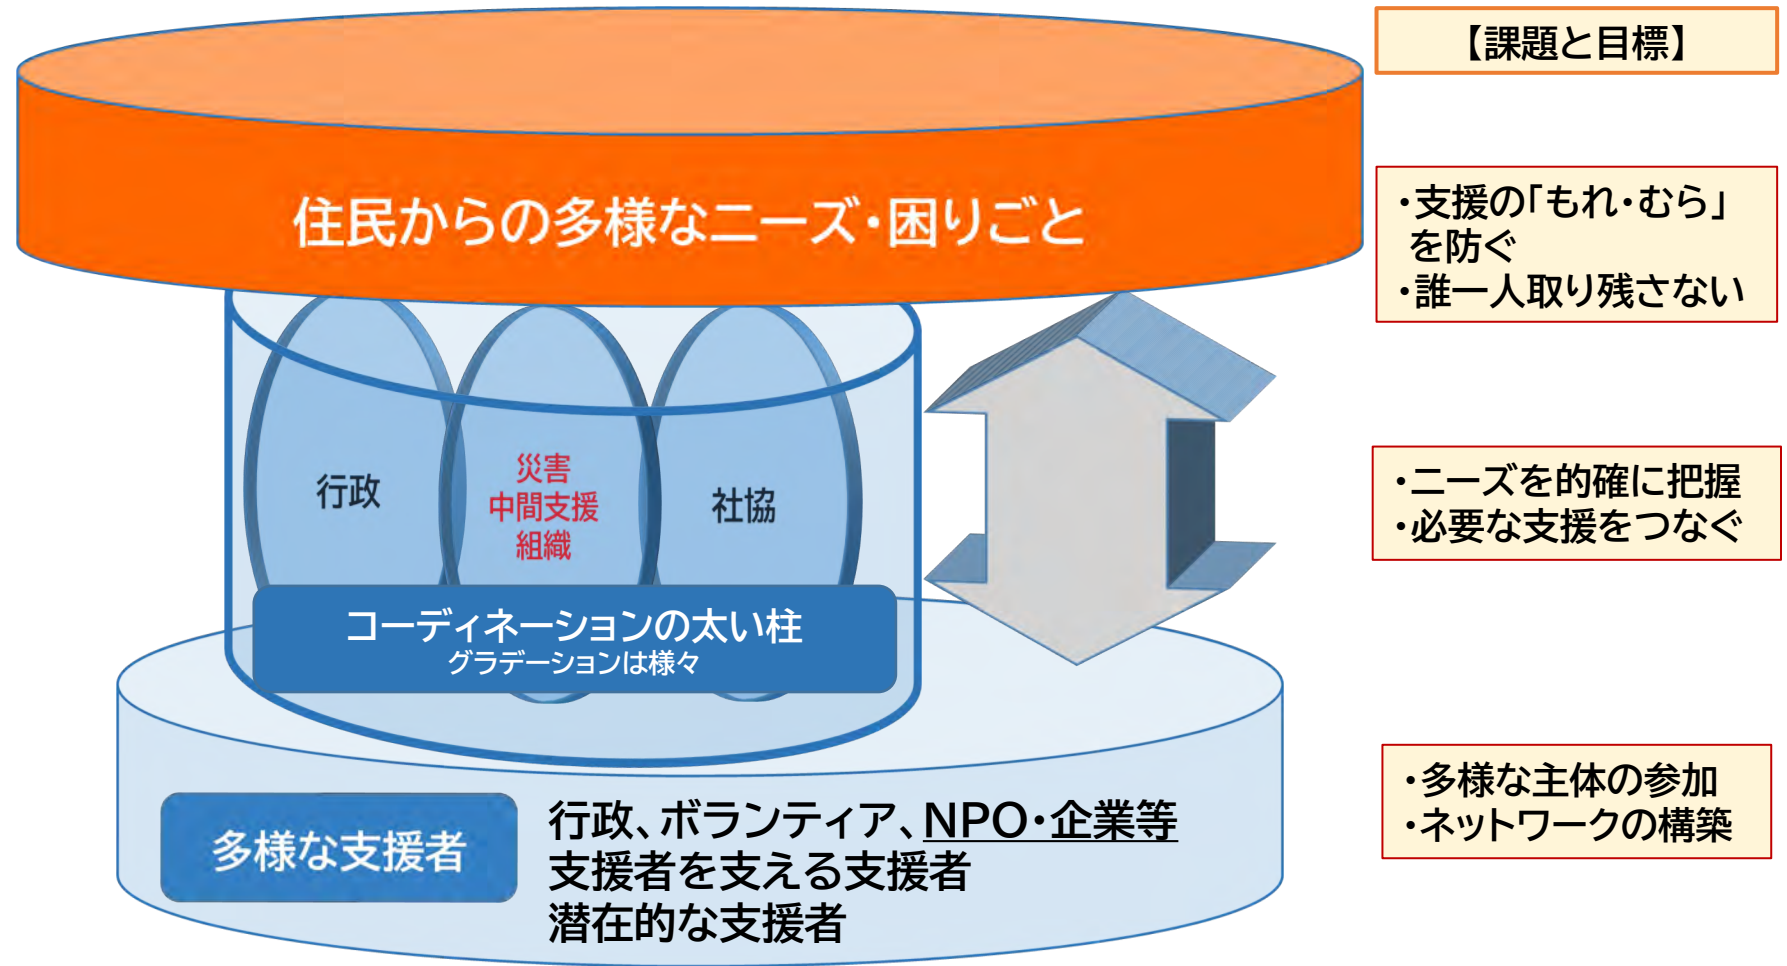 【課題と目標】
住民からの多様なニーズ・困りごと
・支援の「もれ・むら」
を防ぐ
・誰一人取り残さない
行政
災害
中間支援
組織
社協
・ニーズを的確に把握
・必要な支援をつなぐ
コーディネーションの太い柱
グラデーションは様々
多様な支援者
行政、ボランティア、NPO・企業等
支援者を支える支援者
潜在的な支援者
・多様な主体の参加
・ネットワークの構築